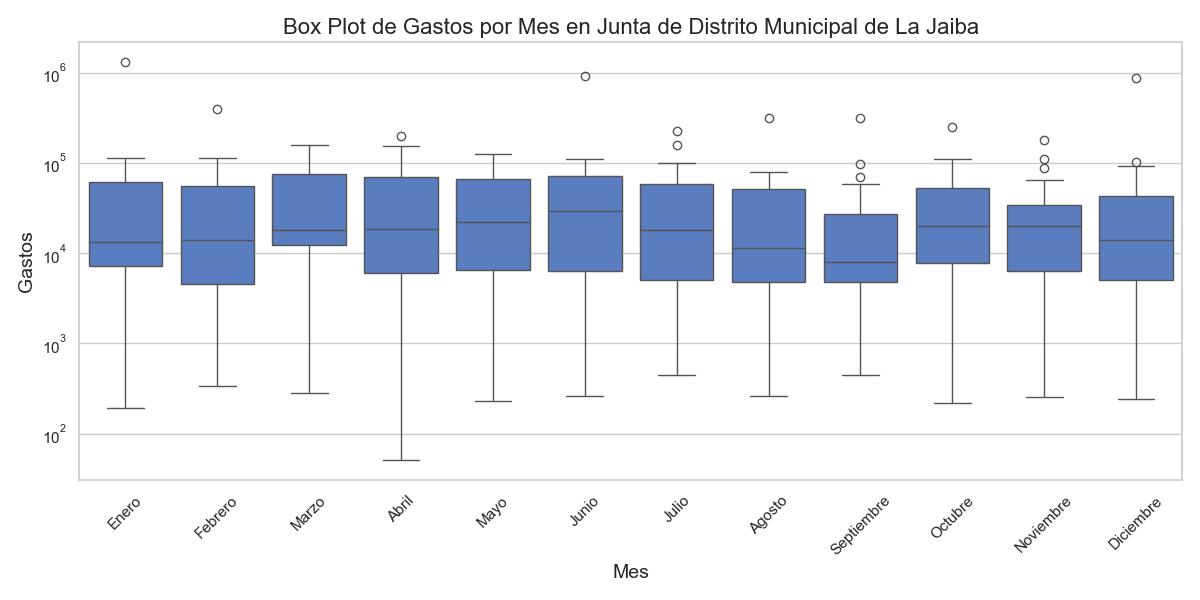 Box Plot de Gastos por Mes en Junta de Distrito Municipal de La Jaiba
Gastos
10^6
10^5
10^4
10^3
10^2
Enero
Febrero
Marzo
Abril
Mayo
Junio
Julio
Agosto
Septiembre
Octubre
Noviembre
Diciembre
Mes